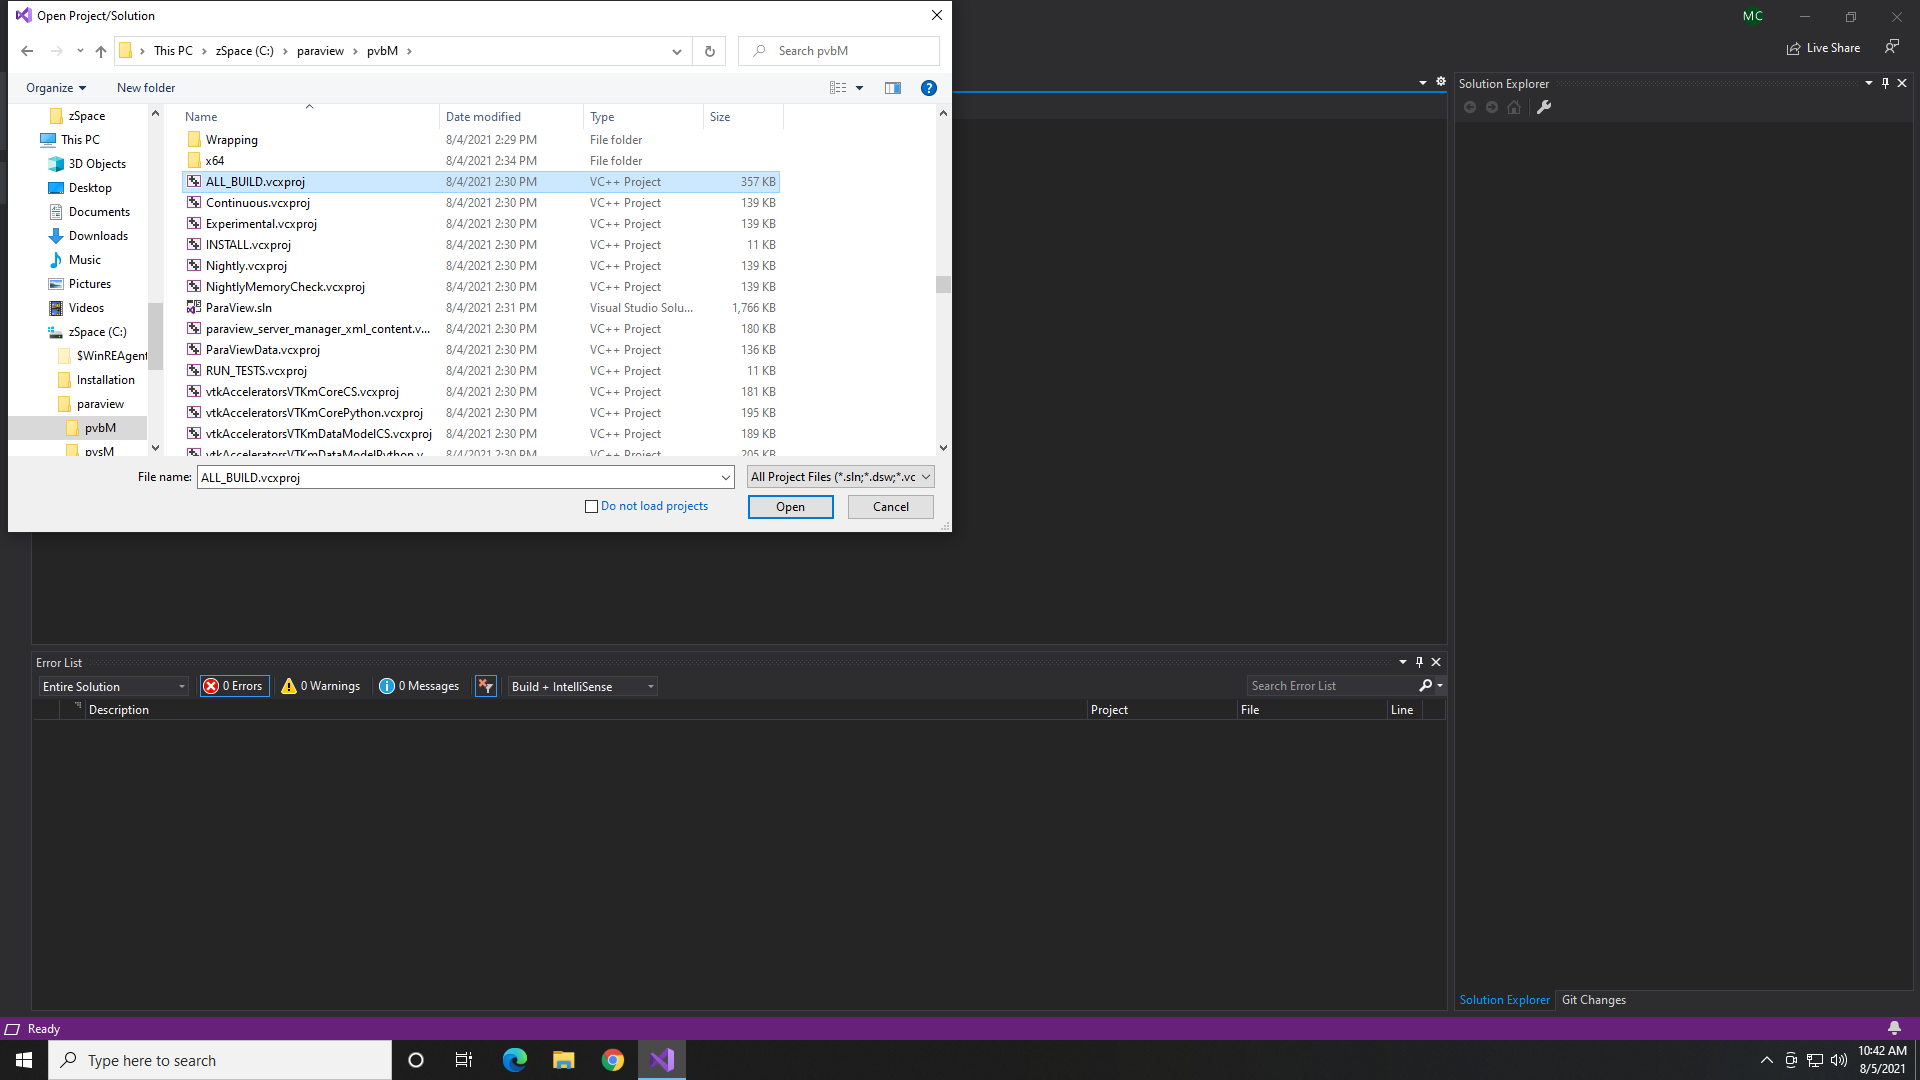 Open Project/Solution
MC
This PC > zSpace (C:) > paraview > pvbM >
Search pvbM
Live Share
Organize
New folder
Solution Explorer
zSpace
This PC
3D Objects
Desktop
Documents
Downloads
Music
Pictures
Videos
zSpace (C:)
$WinREAgent
Installation
paraview
pvbM
pvsM
Name Date modified Type Size
Wrapping 8/4/2021 2:29 PM File folder
x64 8/4/2021 2:34 PM File folder
ALL_BUILD.vcxproj 8/4/2021 2:30 PM VC++ Project 357 KB
Continuous.vcxproj 8/4/2021 2:30 PM VC++ Project 139 KB
Experimental.vcxproj 8/4/2021 2:30 PM VC++ Project 139 KB
INSTALL.vcxproj 8/4/2021 2:30 PM VC++ Project 11 KB
Nightly.vcxproj 8/4/2021 2:30 PM VC++ Project 139 KB
NightlyMemoryCheck.vcxproj 8/4/2021 2:30 PM VC++ Project 139 KB
ParaView.sln 8/4/2021 2:31 PM Visual Studio Solu... 1,766 KB
paraview_server_manager_xml_content.v... 8/4/2021 2:30 PM VC++ Project 180 KB
ParaViewData.vcxproj 8/4/2021 2:30 PM VC++ Project 136 KB
RUN_TESTS.vcxproj 8/4/2021 2:30 PM VC++ Project 11 KB
vtkAcceleratorsVTKmCoreCS.vcxproj 8/4/2021 2:30 PM VC++ Project 181 KB
vtkAcceleratorsVTKmCorePython.vcxproj 8/4/2021 2:30 PM VC++ Project 195 KB
vtkAcceleratorsVTKmDataModelCS.vcxproj 8/4/2021 2:30 PM VC++ Project 189 KB
vtkAcceleratorsVTKmDataModelPython.v... 8/4/2021 2:30 PM VC++ Project 205 KB
File name: ALL_BUILD.vcxproj
All Project Files (*.sln;*.dsw;*.vc
Do not load projects
Open
Cancel
Error List
Entire Solution
0 Errors
0 Warnings
0 Messages
Build + IntelliSense
Search Error List
Description Project File Line
Solution Explorer
Git Changes
Ready
Type here to search
10:42 AM
8/5/2021